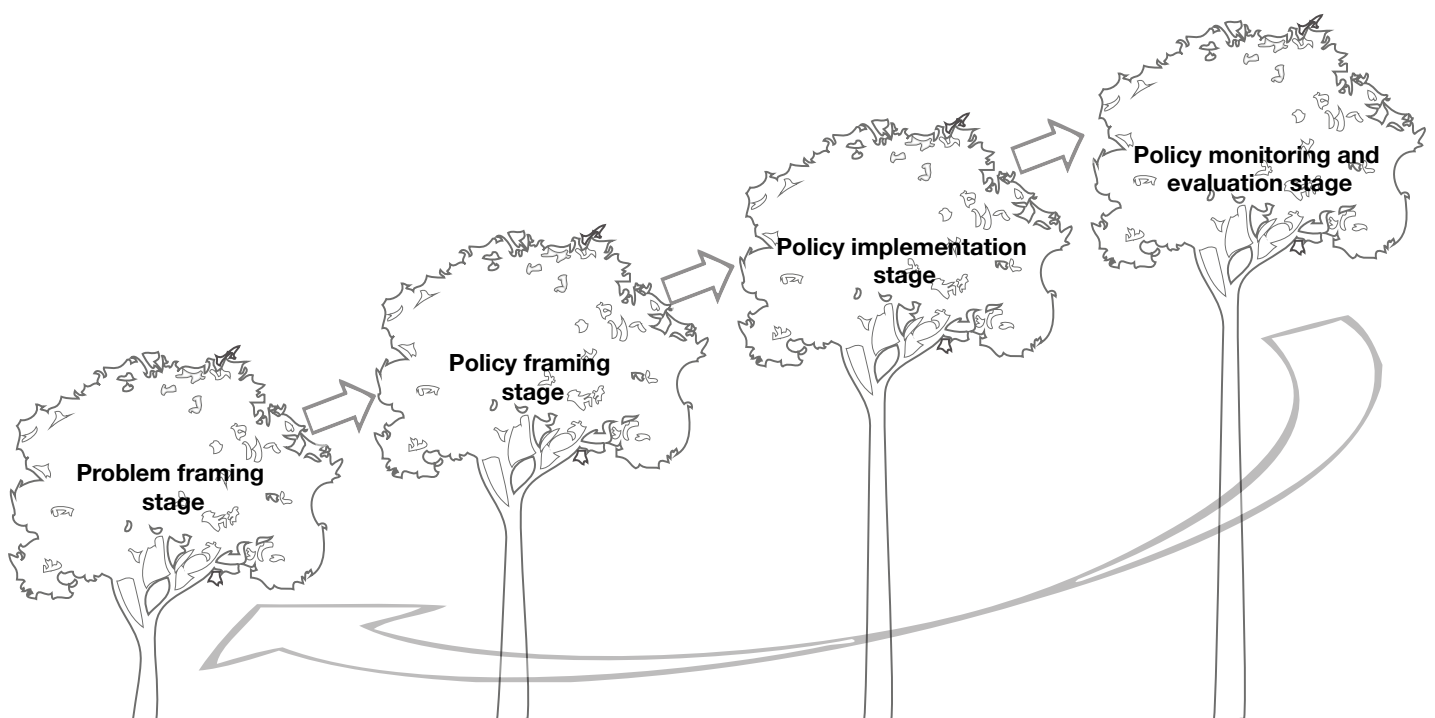 Problem framing
stage
Policy framing
stage
Policy implementation
stage
Policy monitoring and
evaluation stage